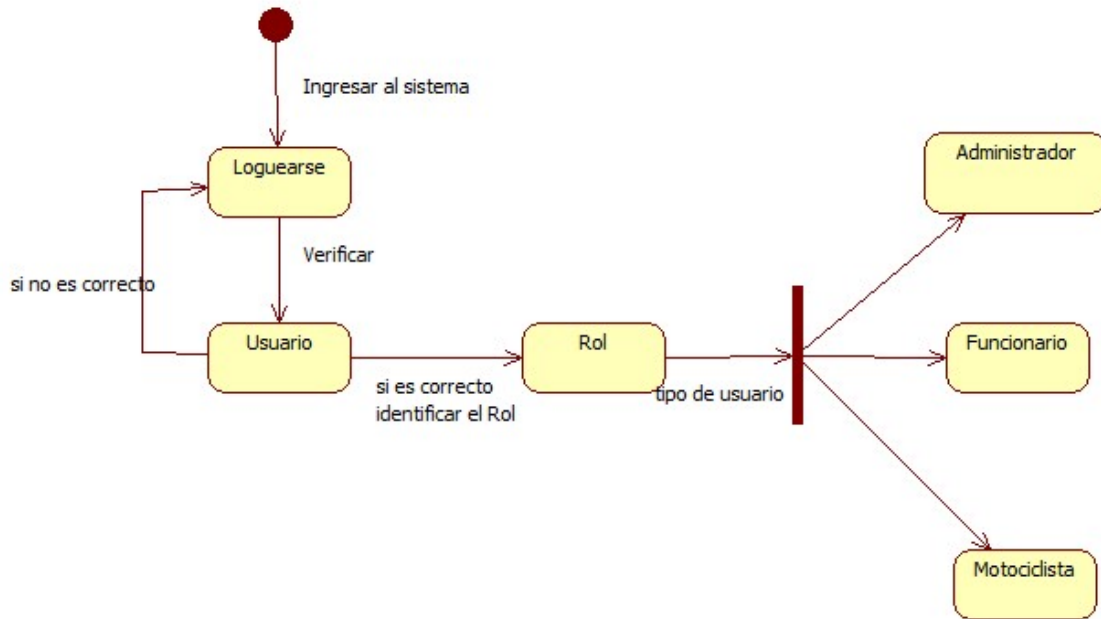 Ingresar al sistema
Loguearse
Administrador
Verificar
si no es correcto
Usuario
Rol
Funcionario
si es correcto
identificar el Rol
tipo de usuario
Motociclista